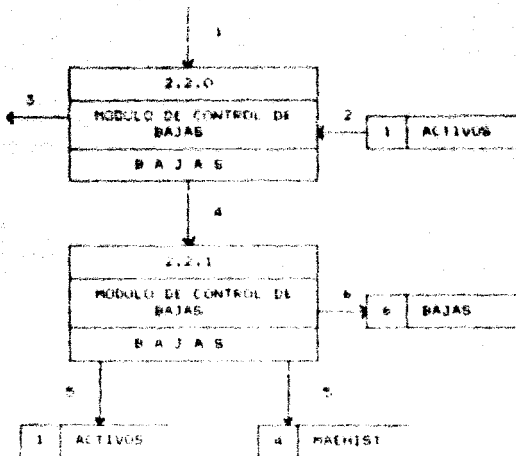 1
2.2.0
3
MODULO DE CONTROL DE
BAJAS
2
1 ACTIVOS
B A J A S
4
2.2.1
MODULO DE CONTROL DE
BAJAS
6
6 BAJAS
B A J A S
5
5
1 ACTIVOS
4 MAEHIST